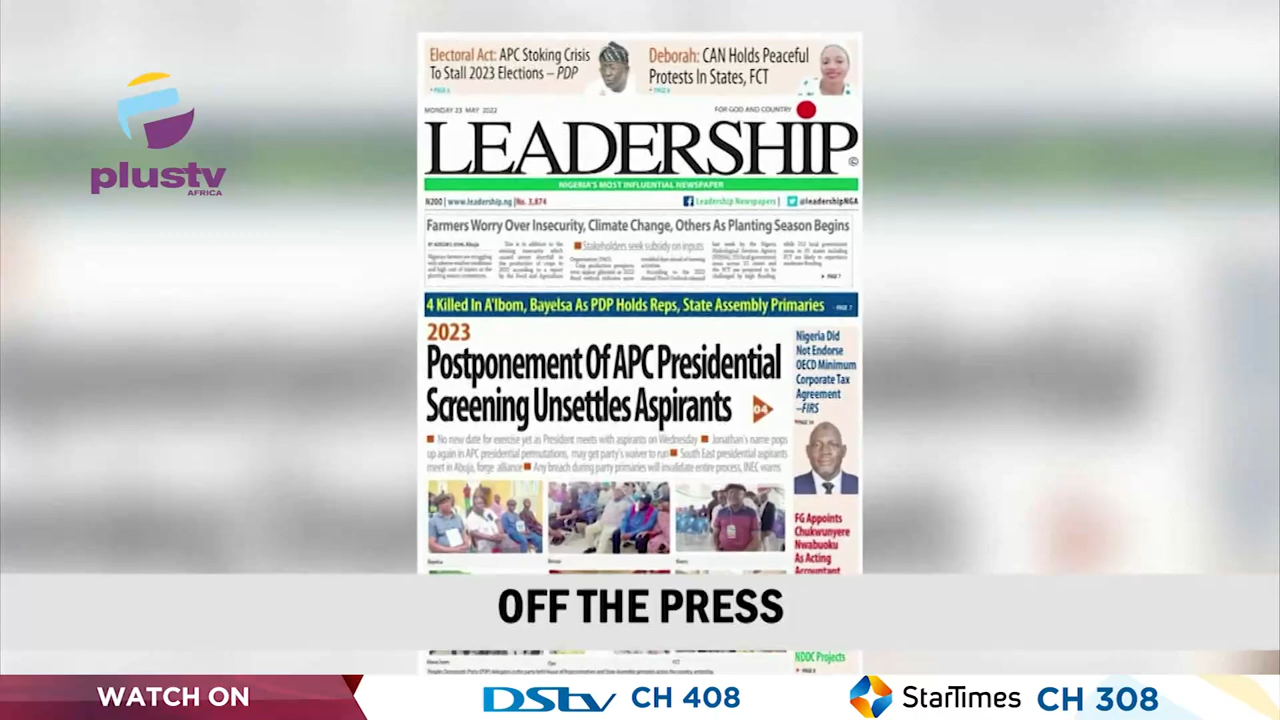 plustv
AFRICA
Electoral Act: APC Stoking Crisis
To Stall 2023 Elections – PDP
Deborah: CAN Holds Peaceful
Protests In States, FCT
MONDAY 23 MAY 2022
FOR GOD AND COUNTRY
LEADERSHIP
NIGERIA'S MOST INFLUENTIAL NEWSPAPER
N200 | www.leadership.ng | No. 3,874
Leadership Newspapers | @leadershipNGA
Farmers Worry Over Insecurity, Climate Change, Others As Planting Season Begins
Stakeholders seek subsidy on inputs
PAGE 7
4 Killed In A'Ibom, Bayelsa As PDP Holds Reps, State Assembly Primaries - PAGE 7
2023
Postponement Of APC Presidential
Screening Unsettles Aspirants 04
No new date for exercise yet as President meets with aspirants on Wednesday Jonathan's name pops
up again in APC presidential permutations, may get party's waiver to run South East presidential aspirants
meet in Abuja, forge alliance Any breach during party primaries will invalidate entire process, INEC warns
Nigeria Did
Not Endorse
OECD Minimum
Corporate Tax
Agreement
–FIRS
FG Appoints
Chukwunyere
Nwabuoku
As Acting
Accountant
NDDC Projects
OFF THE PRESS
WATCH ON
DStv CH 408
StarTimes CH 308